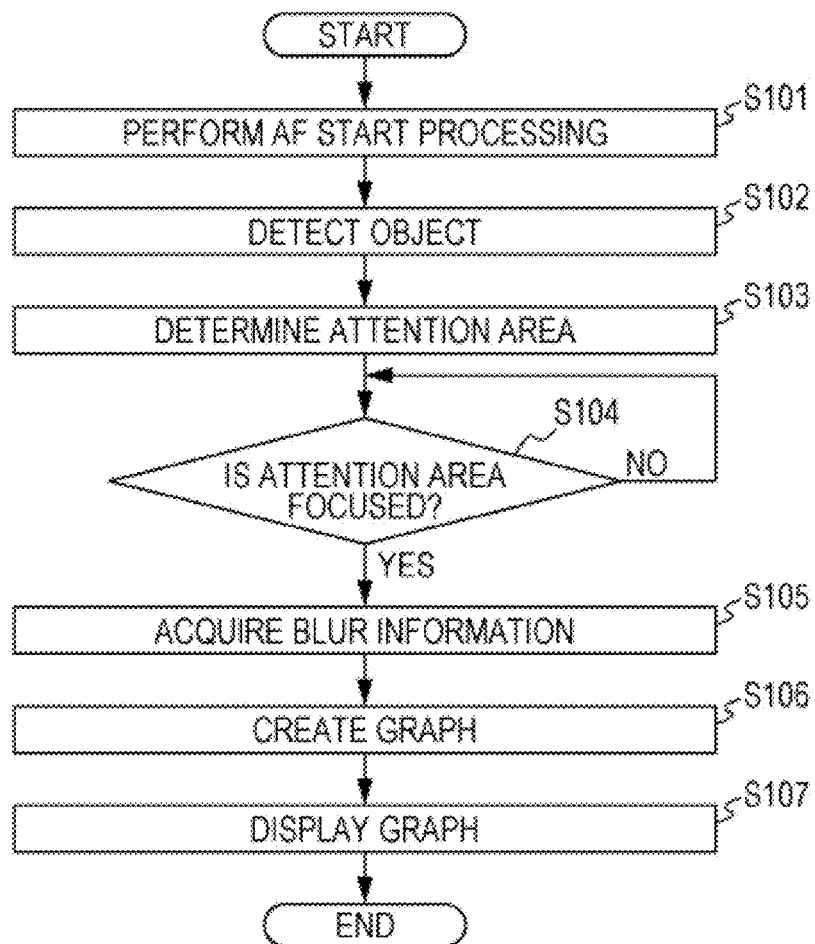 START
S101
PERFORM AF START PROCESSING
S102
DETECT OBJECT
S103
DETERMINE ATTENTION AREA
S104
IS ATTENTION AREA
FOCUSED?
NO
YES
S105
ACQUIRE BLUR INFORMATION
S106
CREATE GRAPH
S107
DISPLAY GRAPH
END